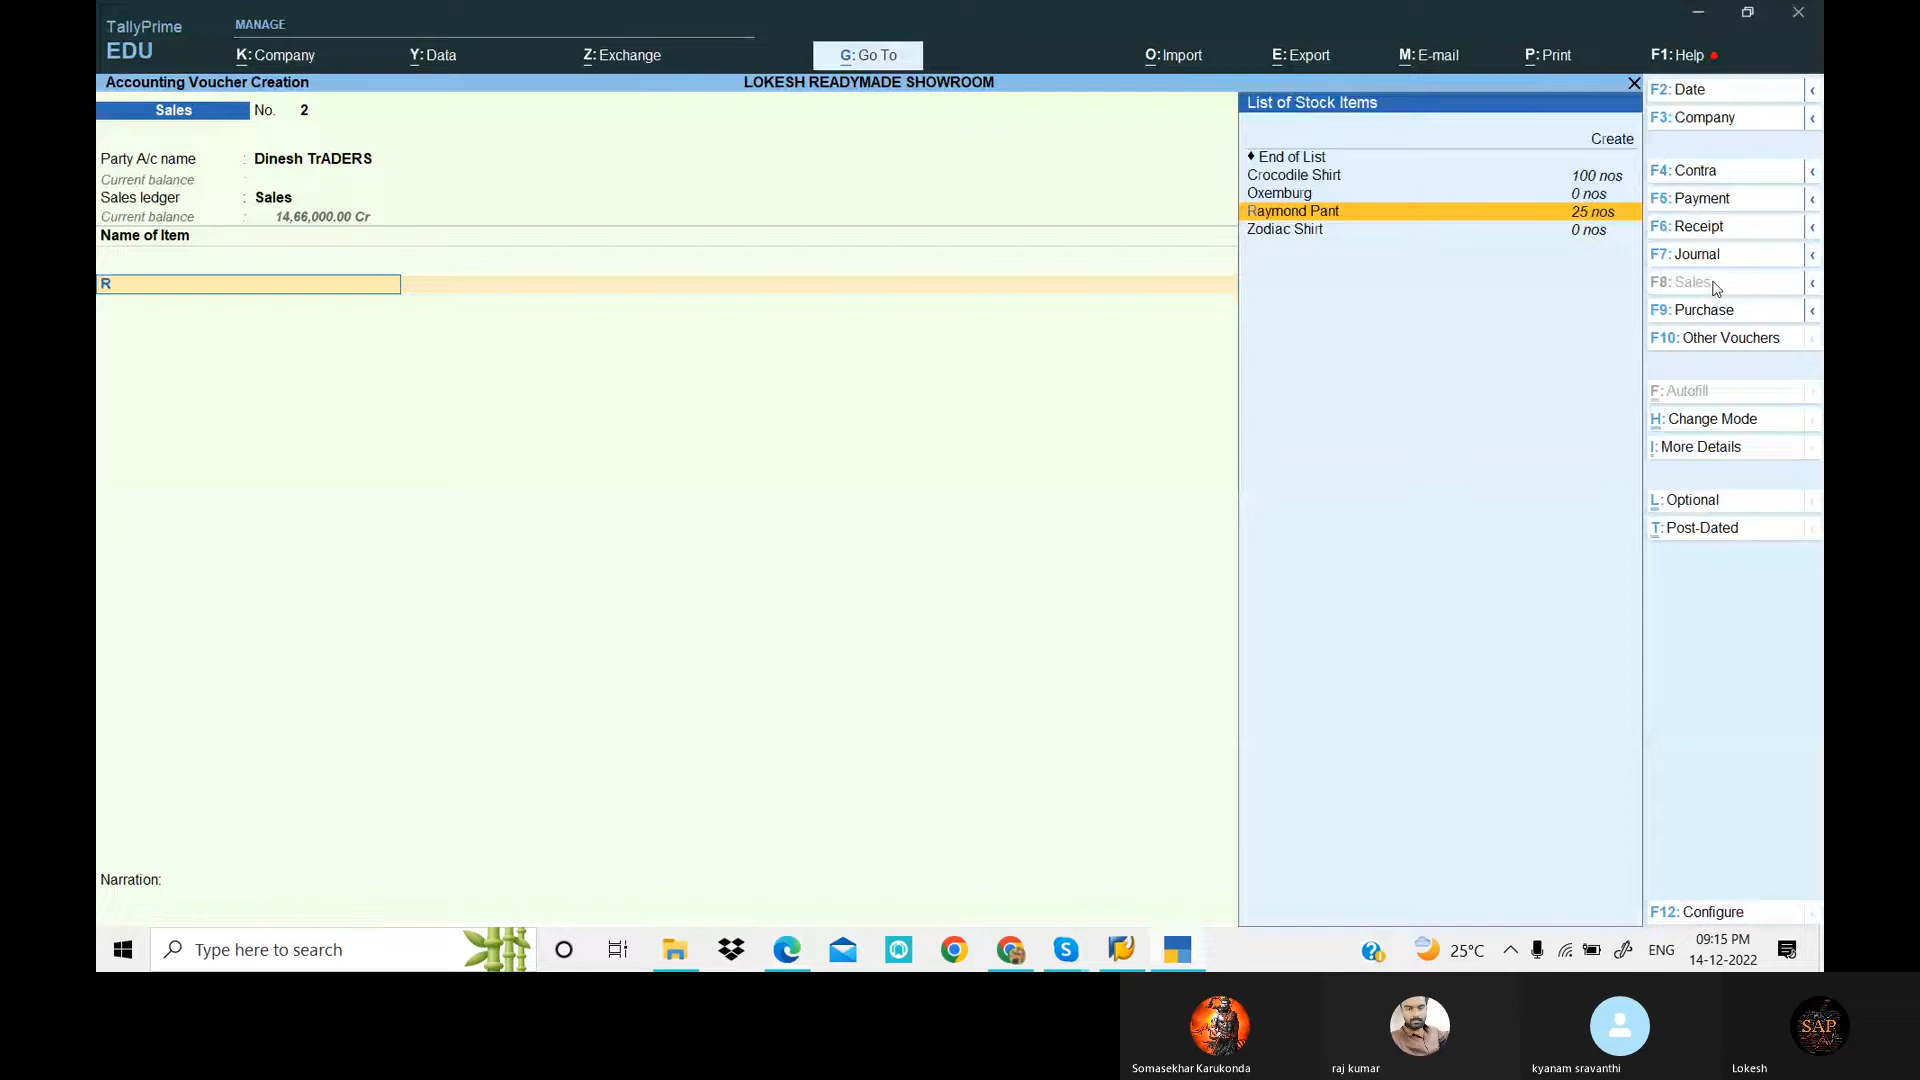 TallyPrime
EDU
MANAGE
K: Company
Y: Data
Z: Exchange
G: Go To
O: Import
E: Export
M: E-mail
P: Print
F1: Help
Accounting Voucher Creation
LOKESH READYMADE SHOWROOM
Sales No. 2
Party A/c name : Dinesh TrADERS
Current balance :
Sales ledger : Sales
Current balance : 14,66,000.00 Cr
Name of Item
R
Narration:
List of Stock Items
Create
♦ End of List
Crocodile Shirt 100 nos
Oxemburg 0 nos
Raymond Pant 25 nos
Zodiac Shirt 0 nos
F2: Date
F3: Company
F4: Contra
F5: Payment
F6: Receipt
F7: Journal
F8: Sales
F9: Purchase
F10: Other Vouchers
F: Autofill
H: Change Mode
I: More Details
L: Optional
T: Post-Dated
F12: Configure
Type here to search
25°C
ENG
09:15 PM
14-12-2022
SAP
Somasekhar Karukonda
raj kumar
kyanam sravanthi
Lokesh